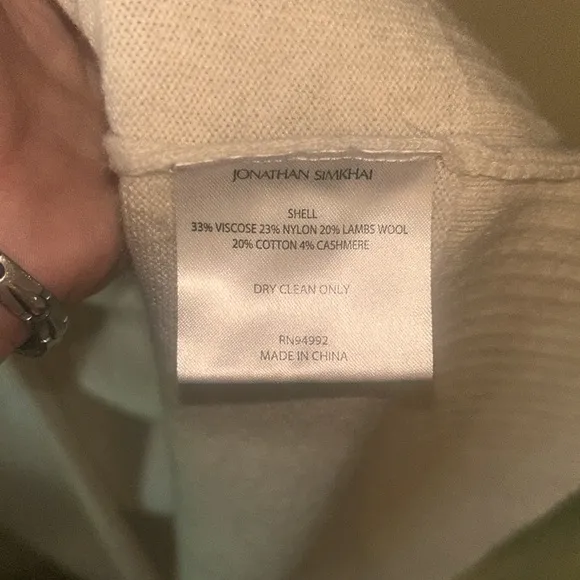 JONATHAN SIMKHAI
SHELL
33% VISCOSE 23% NYLON 20% LAMBS WOOL
20% COTTON 4% CASHMERE
DRY CLEAN ONLY
RN94992
MADE IN CHINA